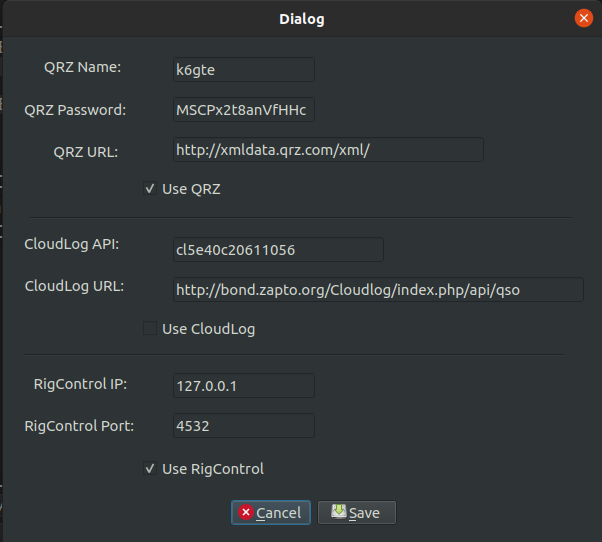 Dialog
QRZ Name: k6gte
QRZ Password: MSCPx2t8anVfHHc
QRZ URL: http://xmldata.qrz.com/xml/
Use QRZ
CloudLog API: cl5e40c20611056
CloudLog URL: http://bond.zapto.org/Cloudlog/index.php/api/qso
Use CloudLog
RigControl IP: 127.0.0.1
RigControl Port: 4532
Use RigControl
Cancel Save